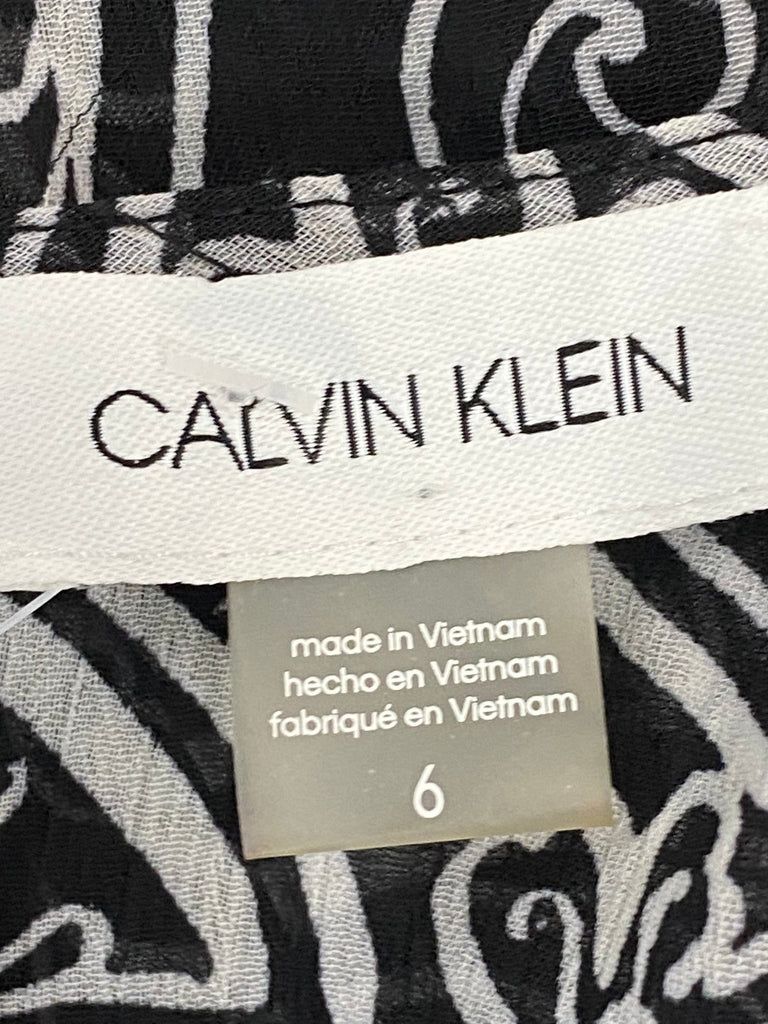 CALVIN KLEIN
made in Vietnam
hecho en Vietnam
fabriqué en Vietnam
6